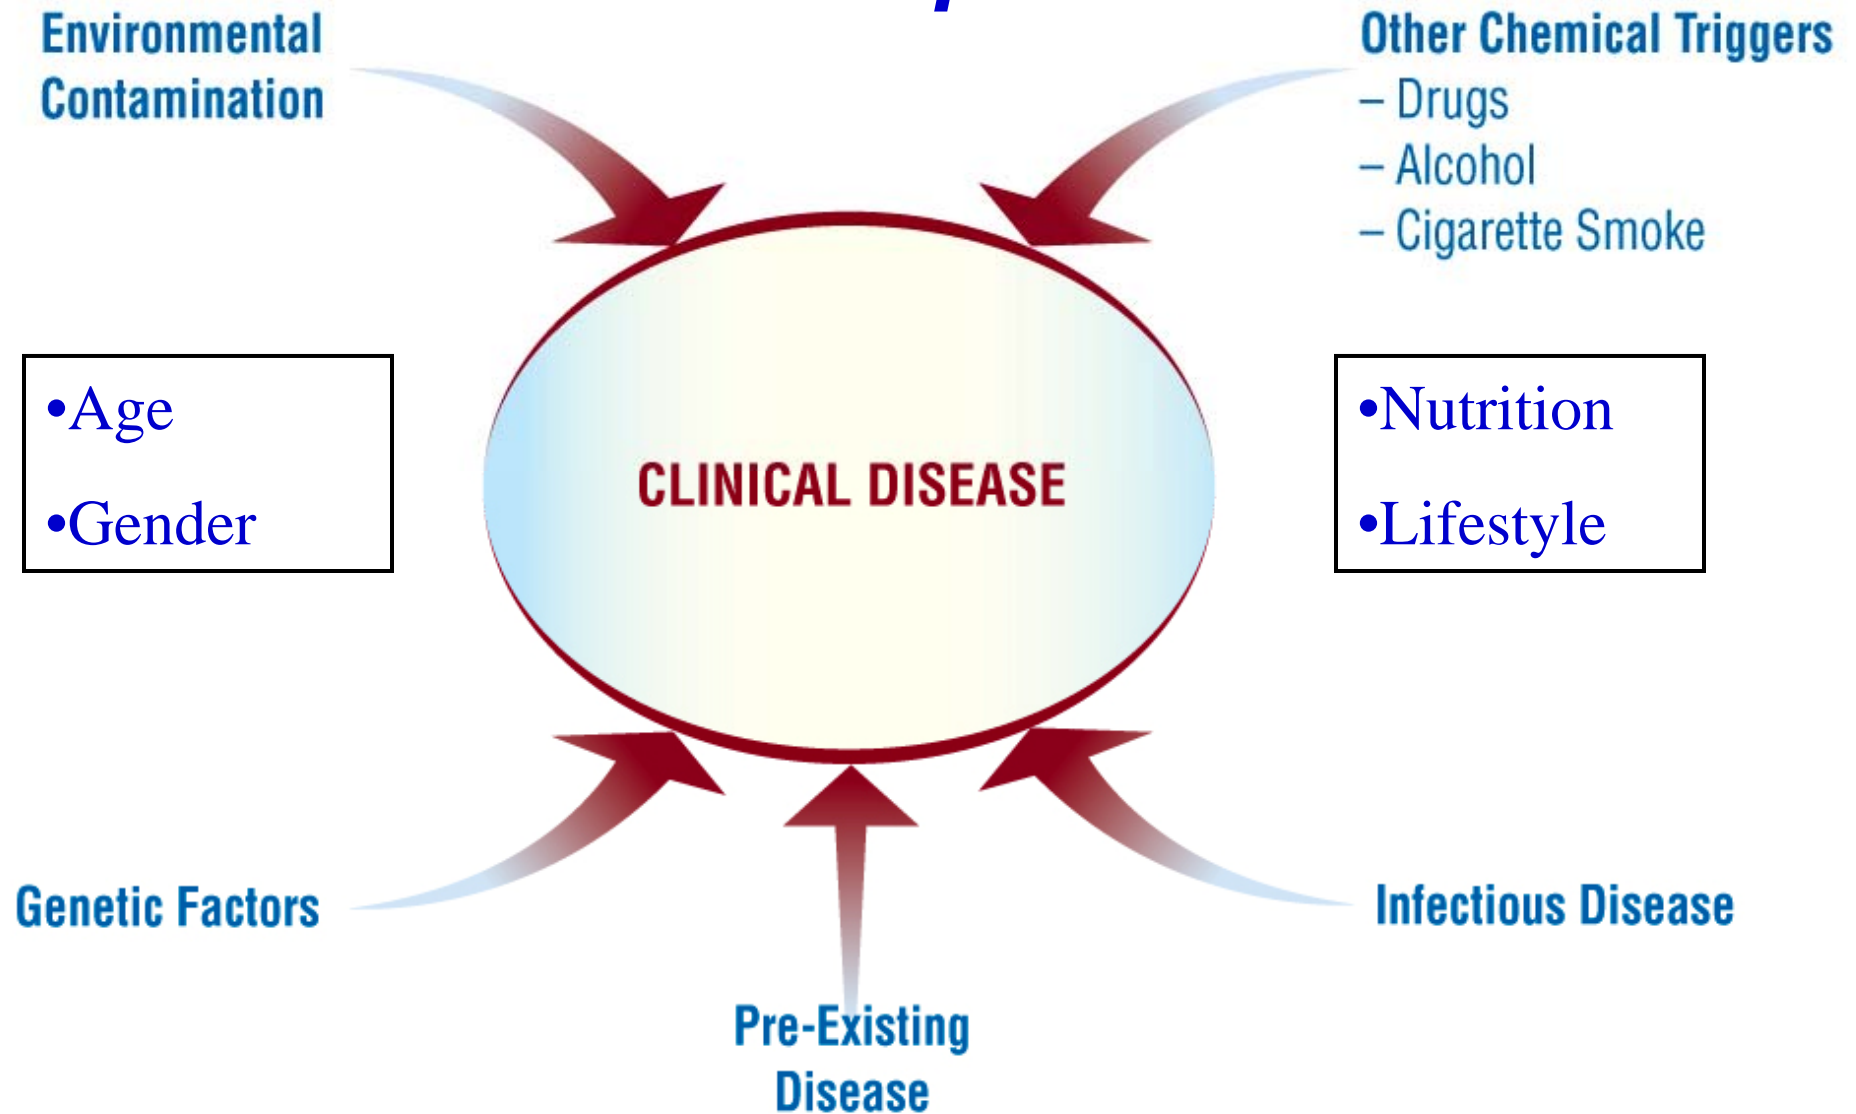 Environmental
Contamination
Other Chemical Triggers
– Drugs
– Alcohol
– Cigarette Smoke
•Age
•Gender
CLINICAL DISEASE
•Nutrition
•Lifestyle
Genetic Factors
Infectious Disease
Pre-Existing
Disease